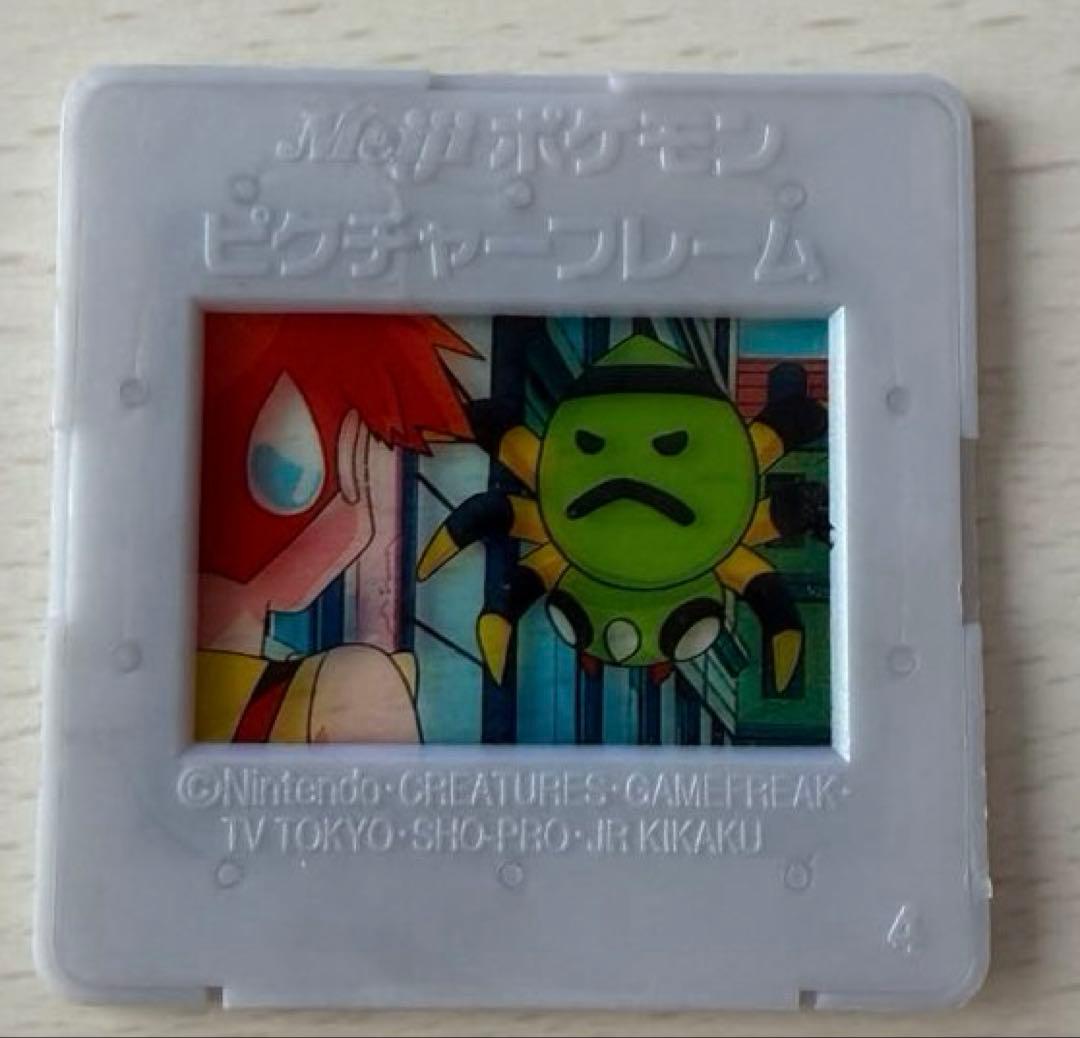 Meiji ポケモン
ピクチャーフレーム
©Nintendo・CREATURES・GAMEFREAK・
TV TOKYO・SHO-PRO・JR KIKAKU
4